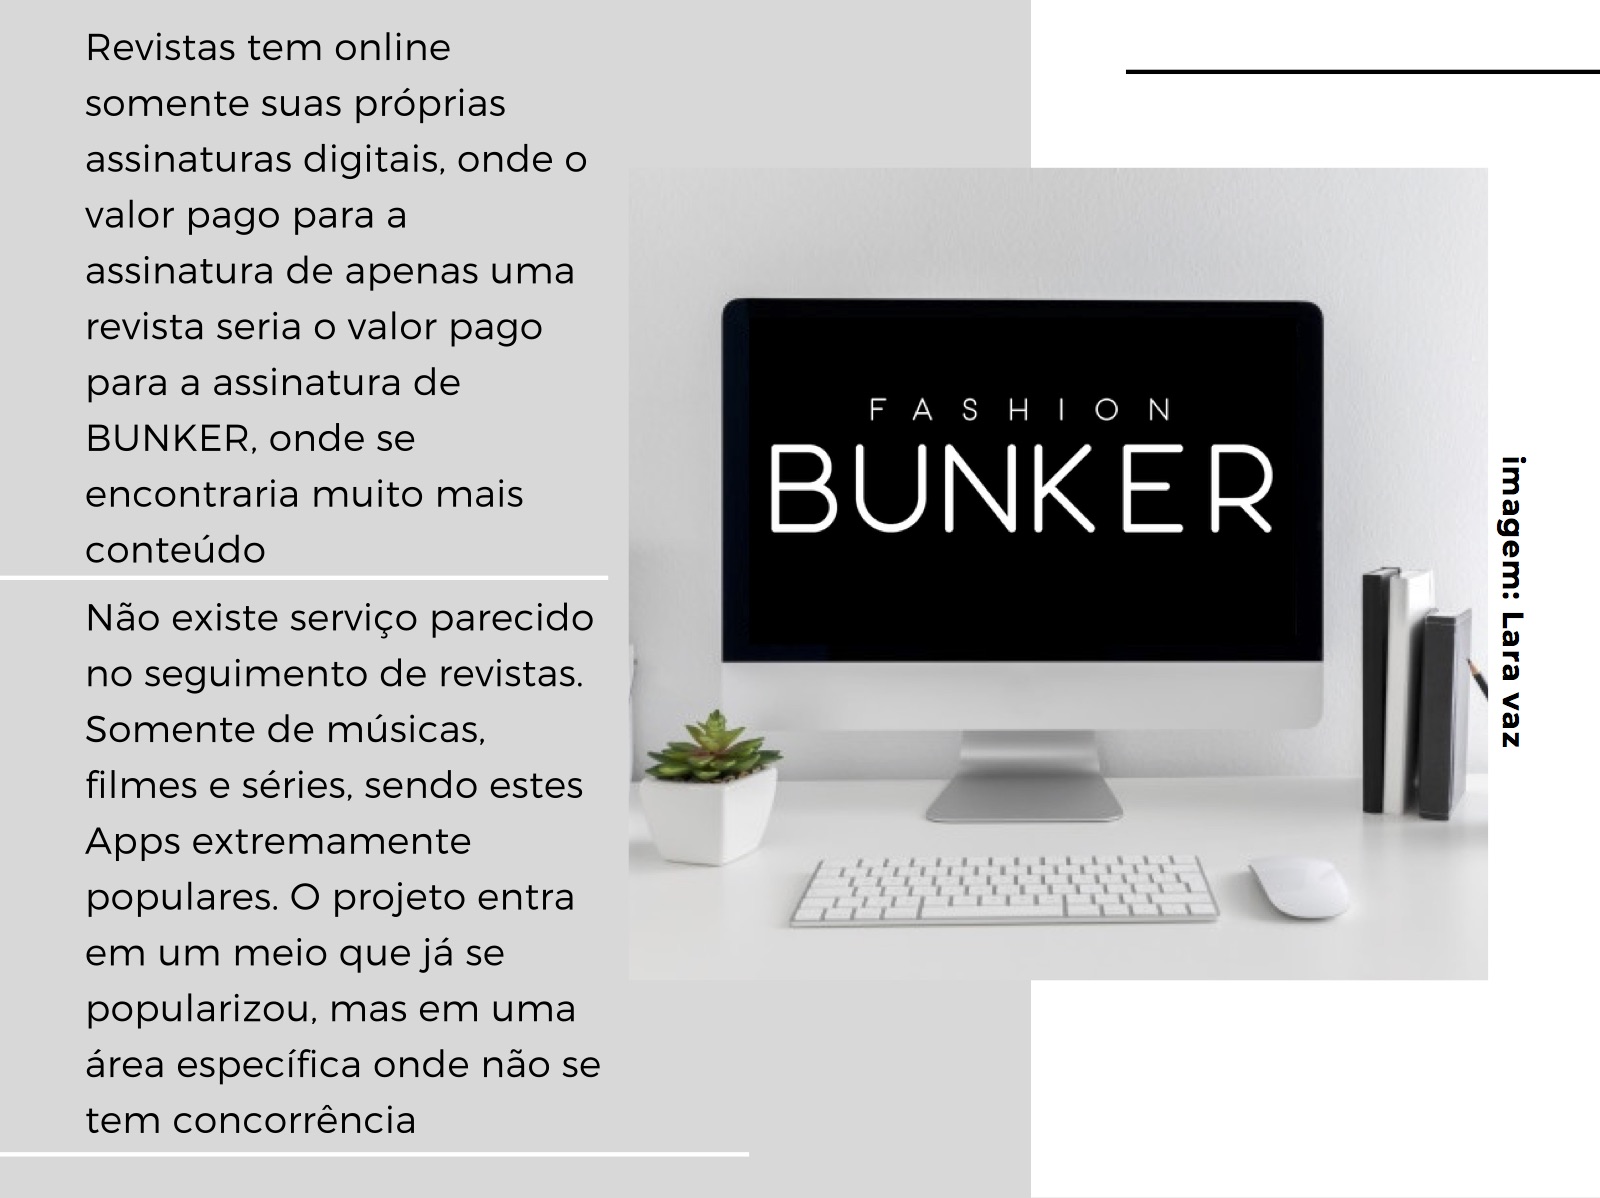 Revistas tem online
somente suas próprias
assinaturas digitais, onde o
valor pago para a
assinatura de apenas uma
revista seria o valor pago
para a assinatura de
BUNKER, onde se
encontraria muito mais
conteúdo
Não existe serviço parecido
no seguimento de revistas.
Somente de músicas,
filmes e séries, sendo estes
Apps extremamente
populares. O projeto entra
em um meio que já se
popularizou, mas em uma
área específica onde não se
tem concorrência
FASHION
BUNKER
imagem: Lara vaz